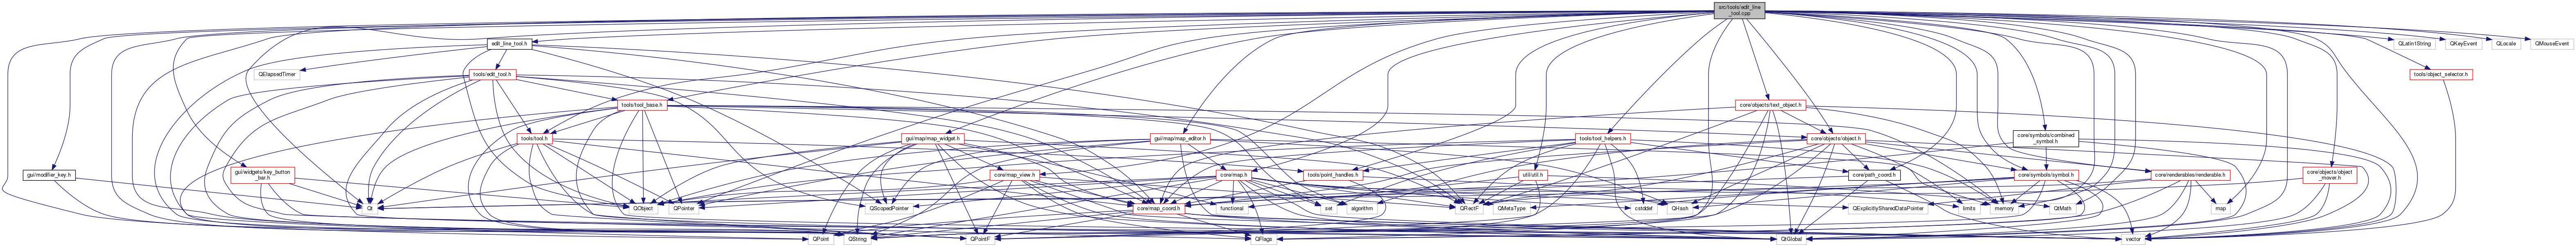 src/tools/edit_line
_tool.cpp
edit_line_tool.h
QLatin1String
QKeyEvent
QLocale
QMouseEvent
QElapsedTimer
tools/edit_tool.h
tools/object_selector.h
tools/tool_base.h
core/objects/text_object.h
tools/tool.h
gui/map/map_widget.h
gui/map/map_editor.h
tools/tool_helpers.h
core/objects/object.h
core/symbols/combined
_symbol.h
gui/modifier_key.h
gui/widgets/key_button
_bar.h
core/map_view.h
core/map.h
tools/point_handles.h
util/util.h
core/path_coord.h
core/symbols/symbol.h
core/renderables/renderable.h
core/objects/object
_mover.h
Qt
QObject
QPointer
QScopedPointer
core/map_coord.h
functional
set
algorithm
QRectF
QMetaType
cstddef
QHash
QExplicitlySharedDataPointer
limits
memory
QtMath
map
QPoint
QString
QPointF
QFlags
QtGlobal
vector